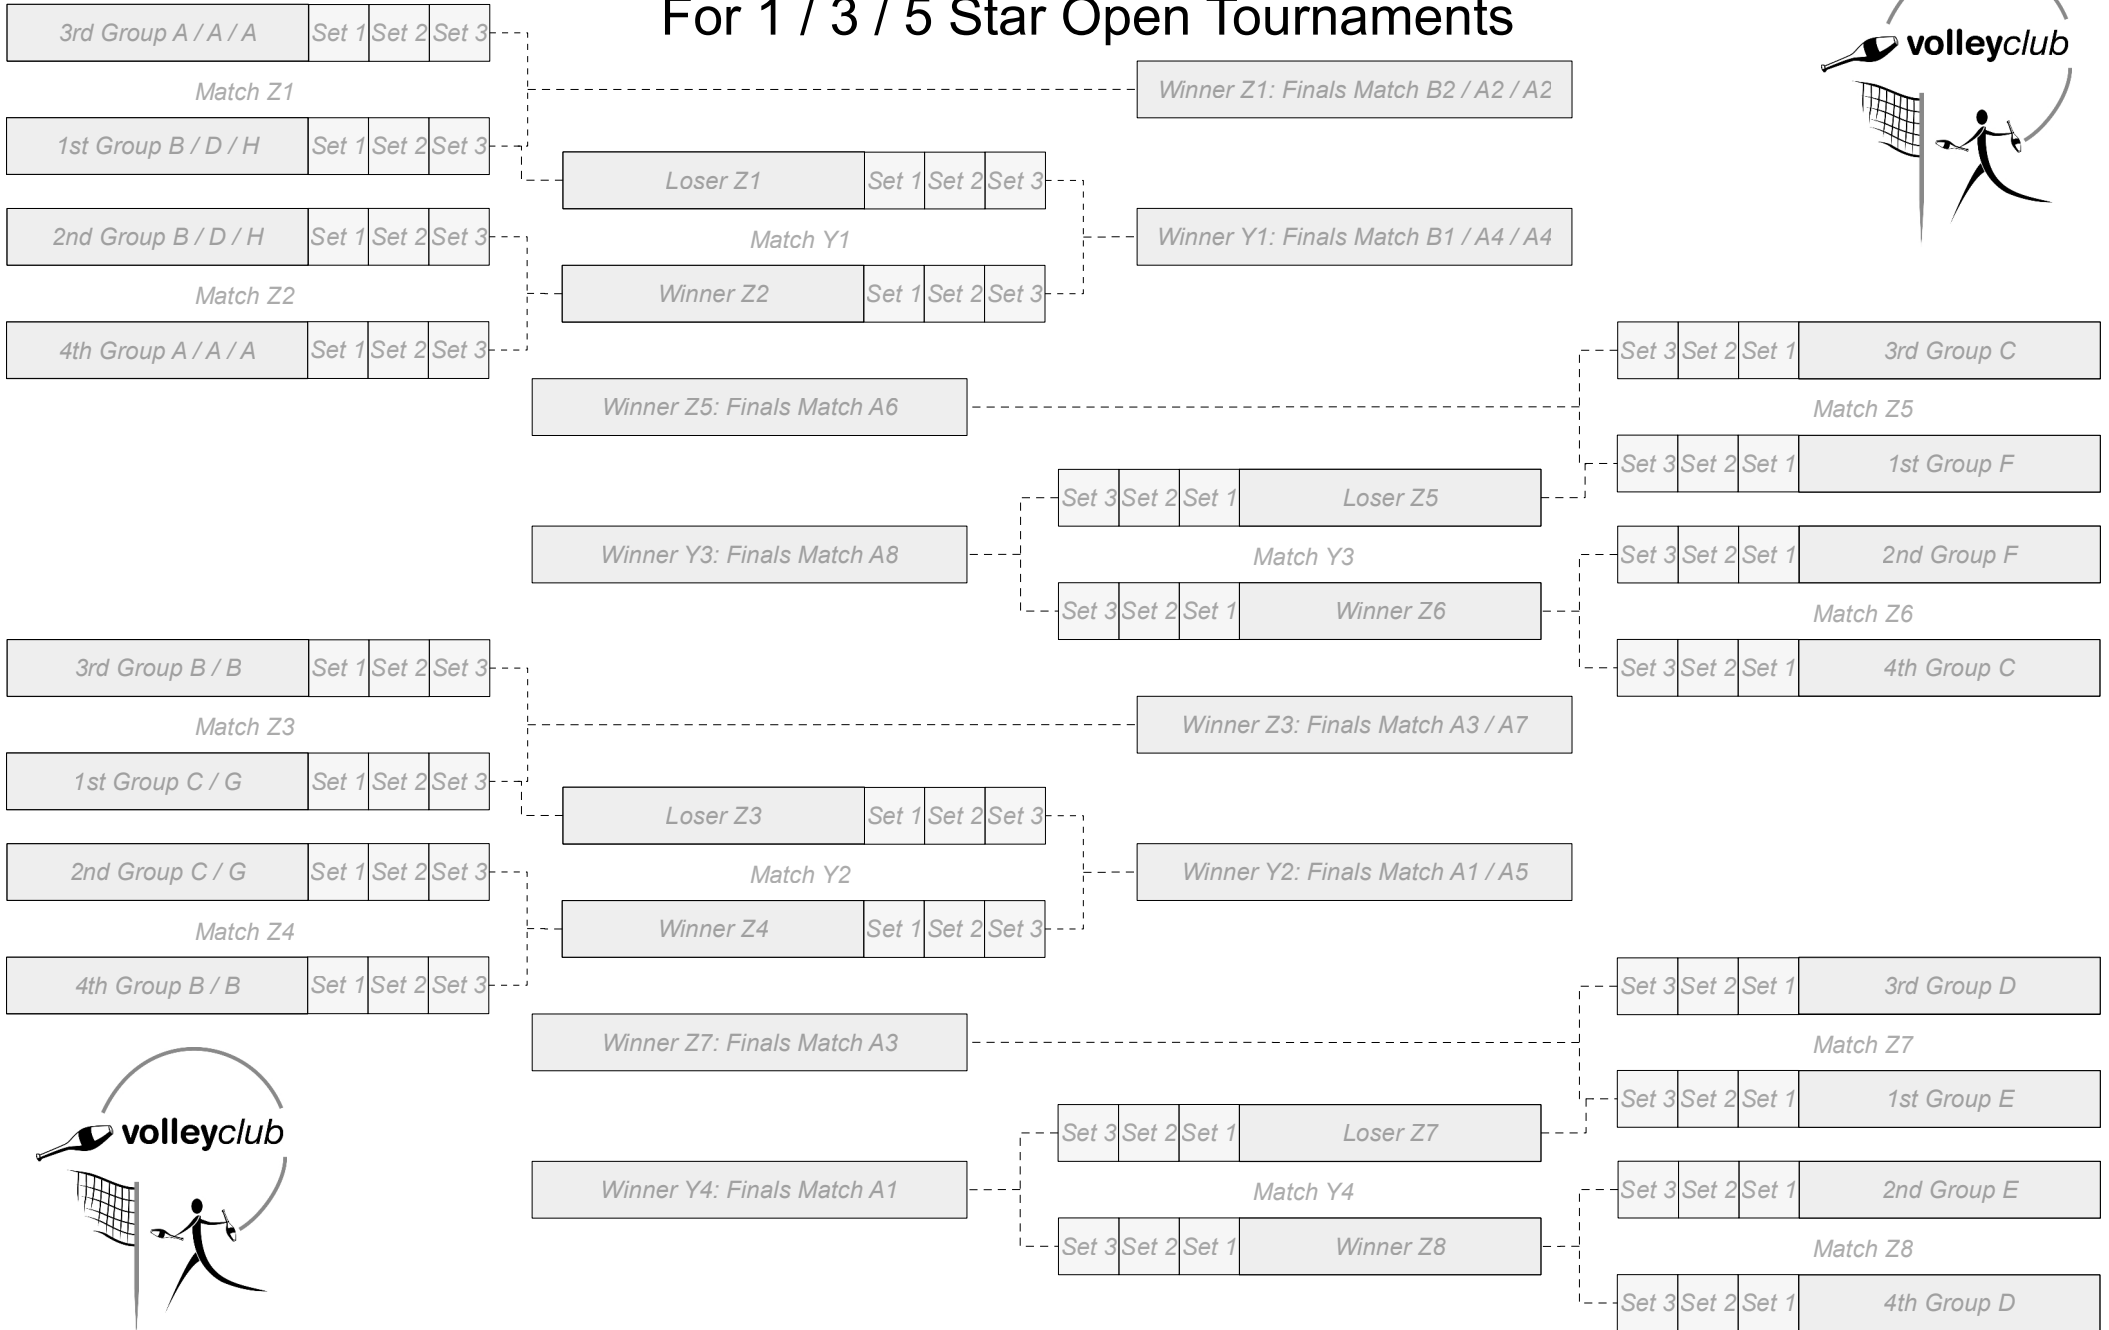 For 1 / 3 / 5 Star Open Tournaments
volleyclub
3rd Group A / A / A Set 1 Set 2 Set 3
Match Z1
1st Group B / D / H Set 1 Set 2 Set 3
Winner Z1: Finals Match B2 / A2 / A2
Loser Z1 Set 1 Set 2 Set 3
Match Y1
Winner Z2 Set 1 Set 2 Set 3
Winner Y1: Finals Match B1 / A4 / A4
2nd Group B / D / H Set 1 Set 2 Set 3
Match Z2
4th Group A / A / A Set 1 Set 2 Set 3
Set 3 Set 2 Set 1 3rd Group C
Match Z5
Set 3 Set 2 Set 1 1st Group F
Winner Z5: Finals Match A6
Set 3 Set 2 Set 1 Loser Z5
Match Y3
Set 3 Set 2 Set 1 Winner Z6
Winner Y3: Finals Match A8
Set 3 Set 2 Set 1 2nd Group F
Match Z6
Set 3 Set 2 Set 1 4th Group C
3rd Group B / B Set 1 Set 2 Set 3
Match Z3
1st Group C / G Set 1 Set 2 Set 3
Winner Z3: Finals Match A3 / A7
Loser Z3 Set 1 Set 2 Set 3
Match Y2
Winner Z4 Set 1 Set 2 Set 3
Winner Y2: Finals Match A1 / A5
2nd Group C / G Set 1 Set 2 Set 3
Match Z4
4th Group B / B Set 1 Set 2 Set 3
Set 3 Set 2 Set 1 3rd Group D
Match Z7
Set 3 Set 2 Set 1 1st Group E
Winner Z7: Finals Match A3
Set 3 Set 2 Set 1 Loser Z7
Match Y4
Set 3 Set 2 Set 1 Winner Z8
Winner Y4: Finals Match A1
Set 3 Set 2 Set 1 2nd Group E
Match Z8
Set 3 Set 2 Set 1 4th Group D
volleyclub